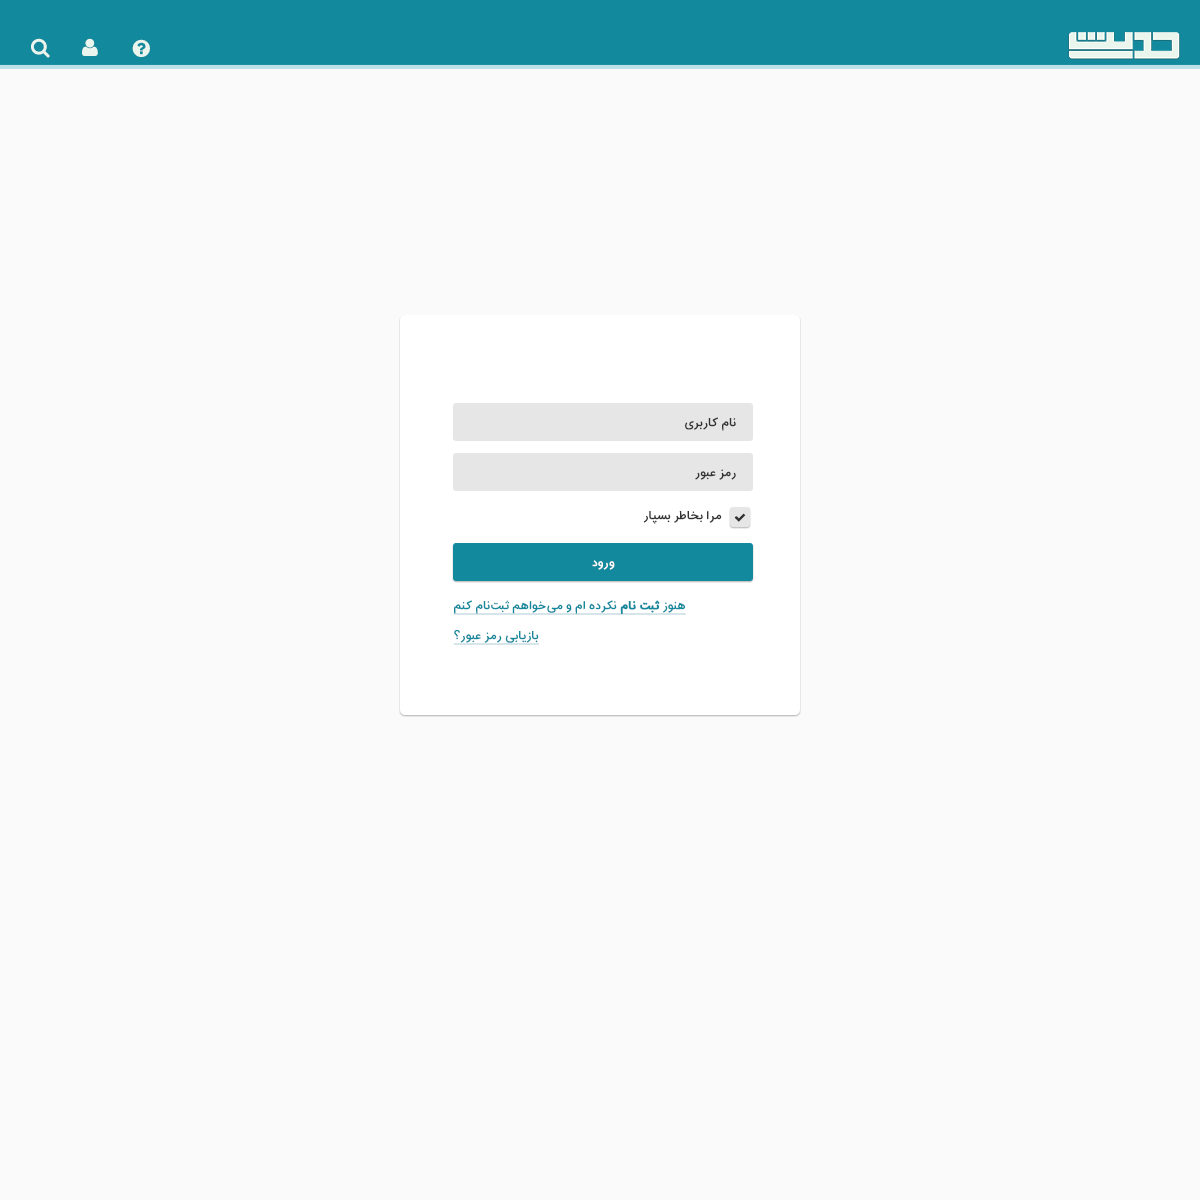 حدیث
نام کاربری
رمز عبور
مرا بخاطر بسپار
ورود
هنوز ثبت نام نکرده ام و می‌خواهم ثبت‌نام کنم
بازیابی رمز عبور؟